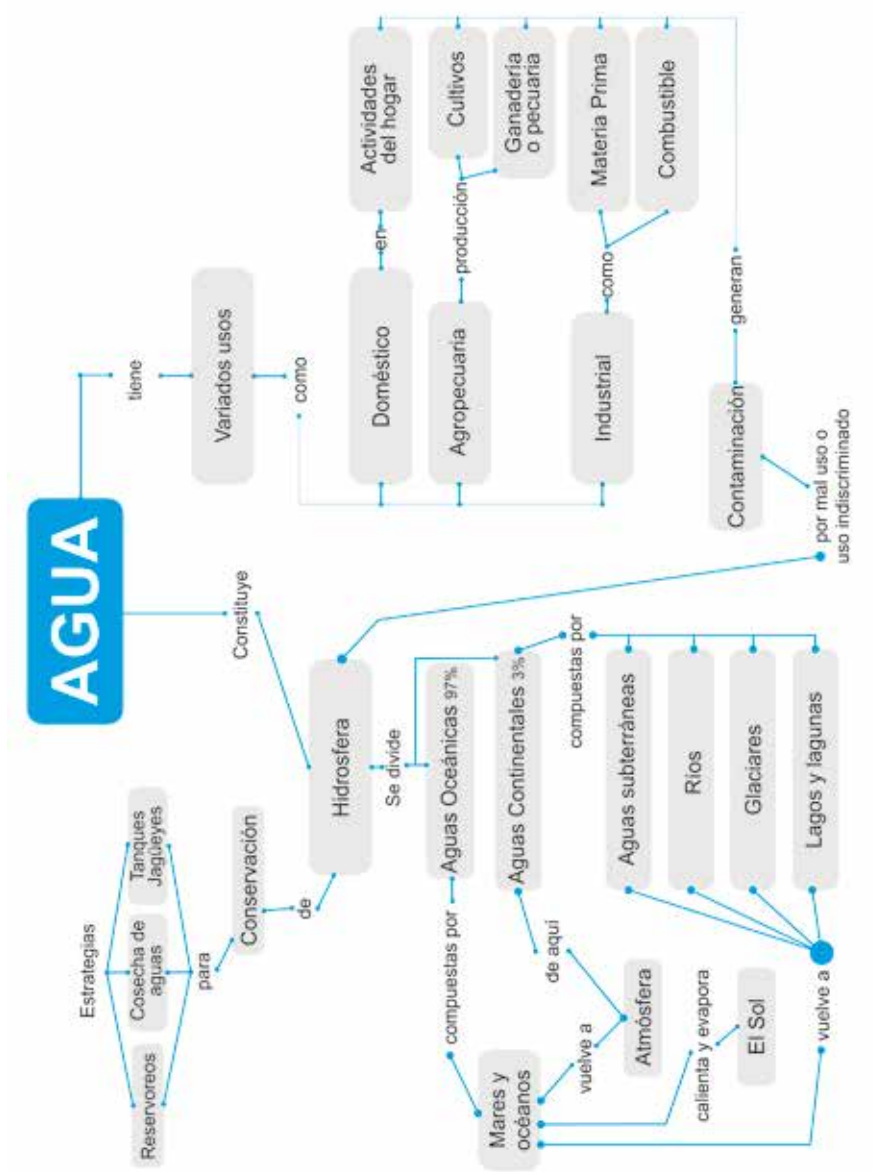 AGUA
tiene
Variados usos
como
Doméstico
en
Actividades
del hogar
Agropecuaria
producción
Cultivos
Ganadería
o pecuaria
Industrial
como
Materia Prima
Combustible
generan
Contaminación
por mal uso o
uso indiscriminado
Constituye
Hidrosfera
Se divide
Aguas Oceánicas 97%
Aguas Continentales 3%
compuestas por
Aguas subterráneas
Ríos
Glaciares
Lagos y lagunas
Estrategias
Reservoreos
Cosecha de
aguas
Tanques
Jagüeyes
para
Conservación
de
compuestas por
Mares y
océanos
de aquí
vuelve a
Atmósfera
calienta y evapora
El Sol
vuelve a